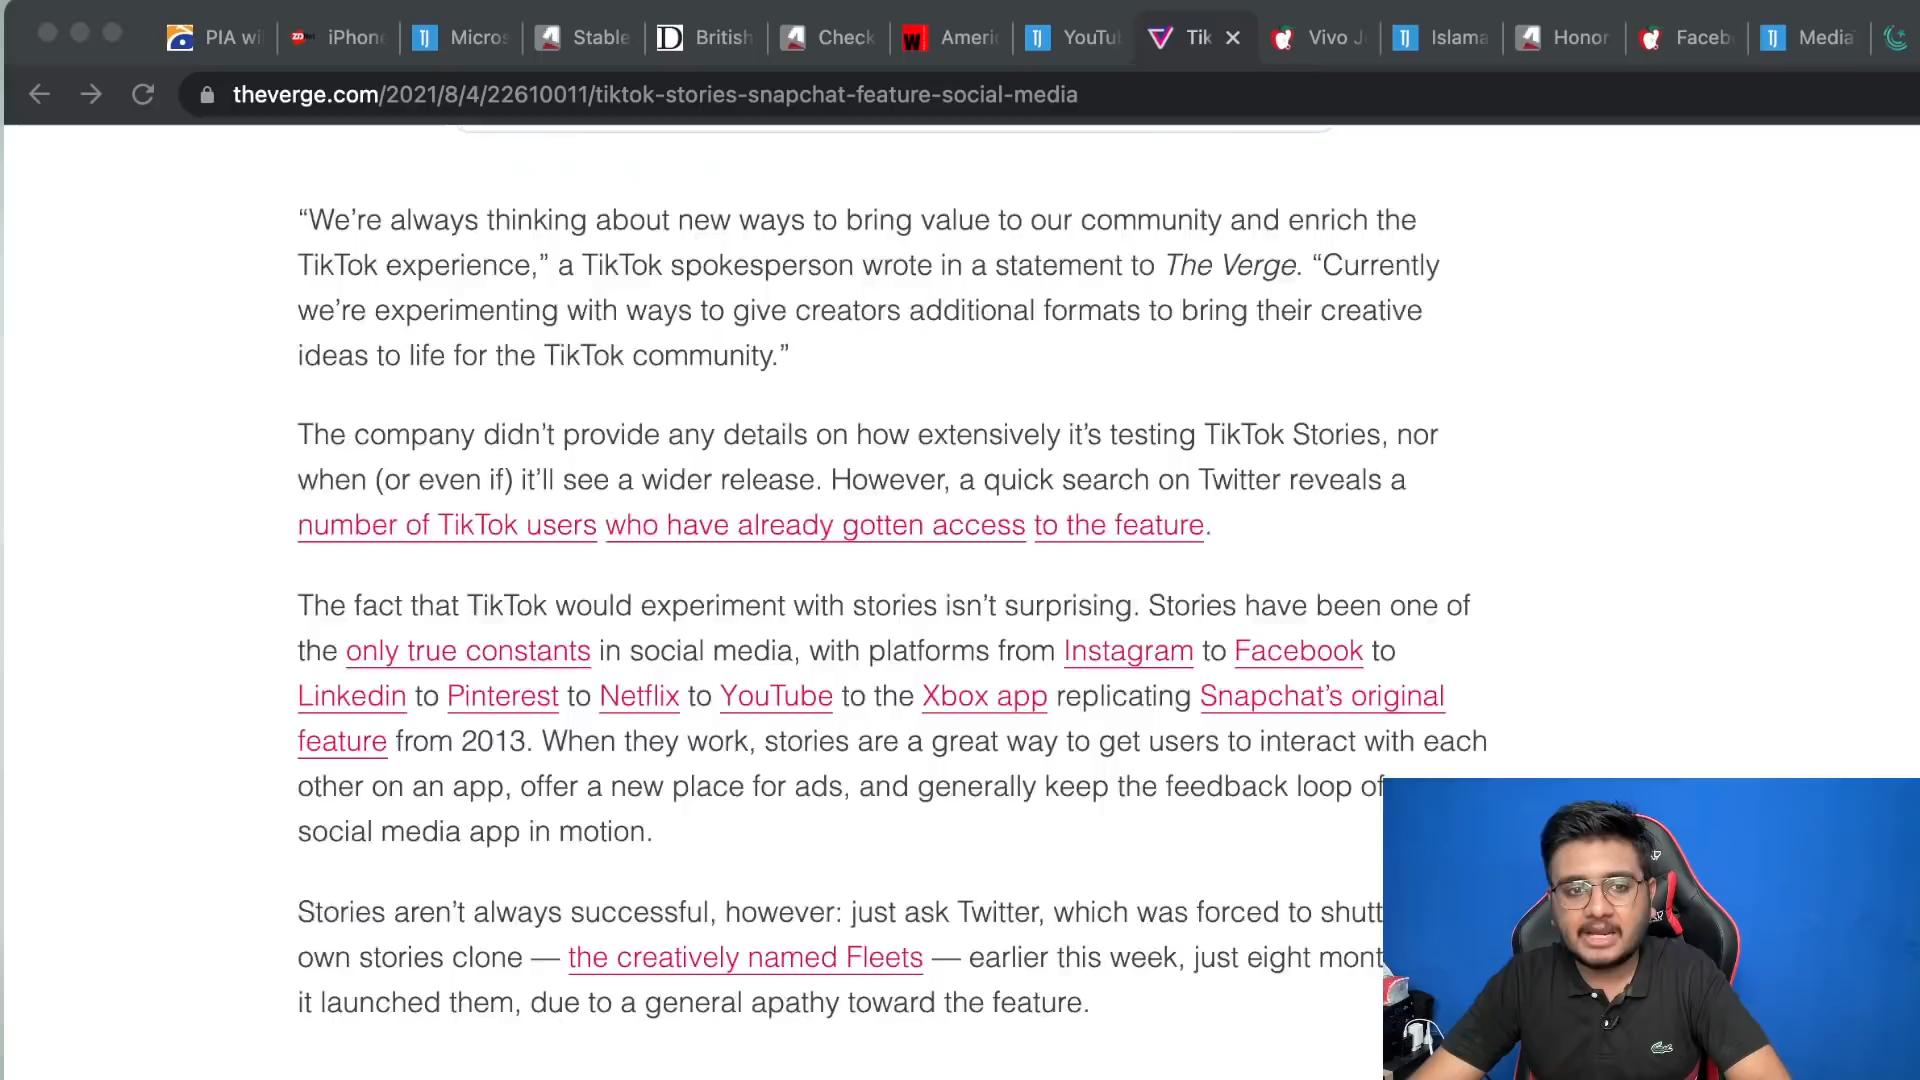 PIA wi
iPhone
Micros
Stable
British
Check
Ameri
YouTu
Tik
Vivo J
Islama
Honor
Faceb
Media
theverge.com/2021/8/4/22610011/tiktok-stories-snapchat-feature-social-media
“We’re always thinking about new ways to bring value to our community and enrich the
TikTok experience,” a TikTok spokesperson wrote in a statement to The Verge. “Currently
we’re experimenting with ways to give creators additional formats to bring their creative
ideas to life for the TikTok community.”
The company didn’t provide any details on how extensively it’s testing TikTok Stories, nor
when (or even if) it’ll see a wider release. However, a quick search on Twitter reveals a
number of TikTok users who have already gotten access to the feature.
The fact that TikTok would experiment with stories isn’t surprising. Stories have been one of
the only true constants in social media, with platforms from Instagram to Facebook to
Linkedin to Pinterest to Netflix to YouTube to the Xbox app replicating Snapchat’s original
feature from 2013. When they work, stories are a great way to get users to interact with each
other on an app, offer a new place for ads, and generally keep the feedback loop of
social media app in motion.
Stories aren’t always successful, however: just ask Twitter, which was forced to shutt
own stories clone — the creatively named Fleets — earlier this week, just eight mont
it launched them, due to a general apathy toward the feature.